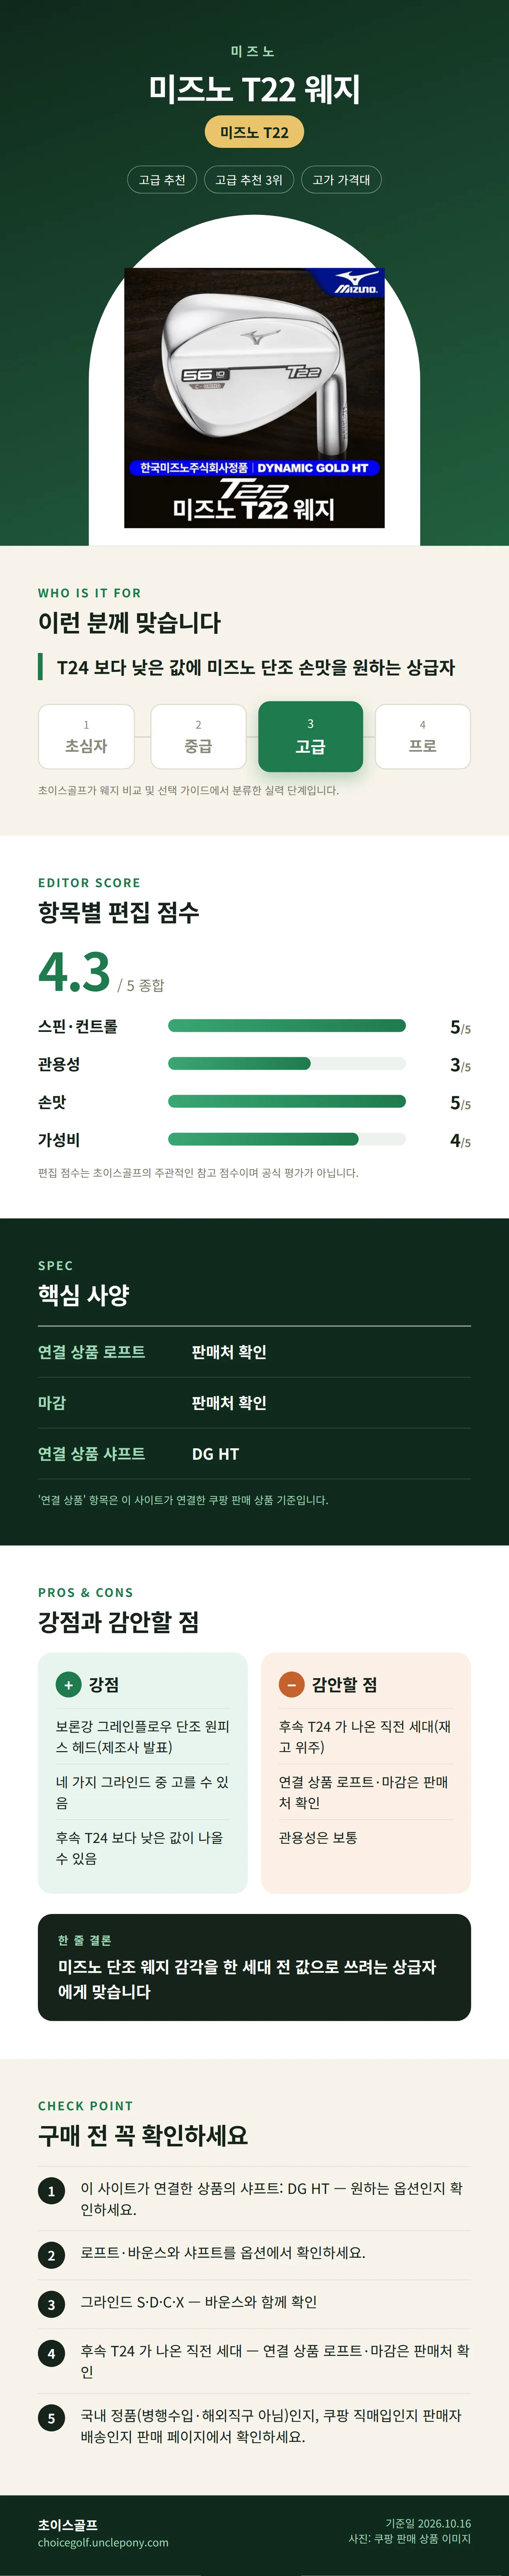 미즈노
미즈노 T22 웨지
미즈노 T22
고급 추천
고급 추천 3위
고가 가격대
MIZUNO
56 10
T22
한국미즈노주식회사정품 | DYNAMIC GOLD HT
T22
미즈노 T22 웨지
WHO IS IT FOR
이런 분께 맞습니다
T24 보다 낮은 값에 미즈노 단조 손맛을 원하는 상급자
1
초심자
2
중급
3
고급
4
프로
초이스골프가 웨지 비교 및 선택 가이드에서 분류한 실력 단계입니다.
EDITOR SCORE
항목별 편집 점수
4.3 / 5 종합
스핀·컨트롤 5/5
관용성 3/5
손맛 5/5
가성비 4/5
편집 점수는 초이스골프의 주관적인 참고 점수이며 공식 평가가 아닙니다.
SPEC
핵심 사양
연결 상품 로프트 판매처 확인
마감 판매처 확인
연결 상품 샤프트 DG HT
'연결 상품' 항목은 이 사이트가 연결한 쿠팡 판매 상품 기준입니다.
PROS & CONS
강점과 감안할 점
+ 강점
보론강 그레인플로우 단조 원피
스 헤드(제조사 발표)
네 가지 그라인드 중 고를 수 있
음
후속 T24 보다 낮은 값이 나올
수 있음
− 감안할 점
후속 T24 가 나온 직전 세대(재
고 위주)
연결 상품 로프트·마감은 판매
처 확인
관용성은 보통
한 줄 결론
미즈노 단조 웨지 감각을 한 세대 전 값으로 쓰려는 상급자
에게 맞습니다
CHECK POINT
구매 전 꼭 확인하세요
1 이 사이트가 연결한 상품의 샤프트: DG HT — 원하는 옵션인지 확
인하세요.
2 로프트·바운스와 샤프트를 옵션에서 확인하세요.
3 그라인드 S·D·C·X — 바운스와 함께 확인
4 후속 T24 가 나온 직전 세대 — 연결 상품 로프트·마감은 판매처 확
인
5 국내 정품(병행수입·해외직구 아님)인지, 쿠팡 직매입인지 판매자
배송인지 판매 페이지에서 확인하세요.
초이스골프
choicegolf.unclepony.com
기준일 2026.10.16
사진: 쿠팡 판매 상품 이미지